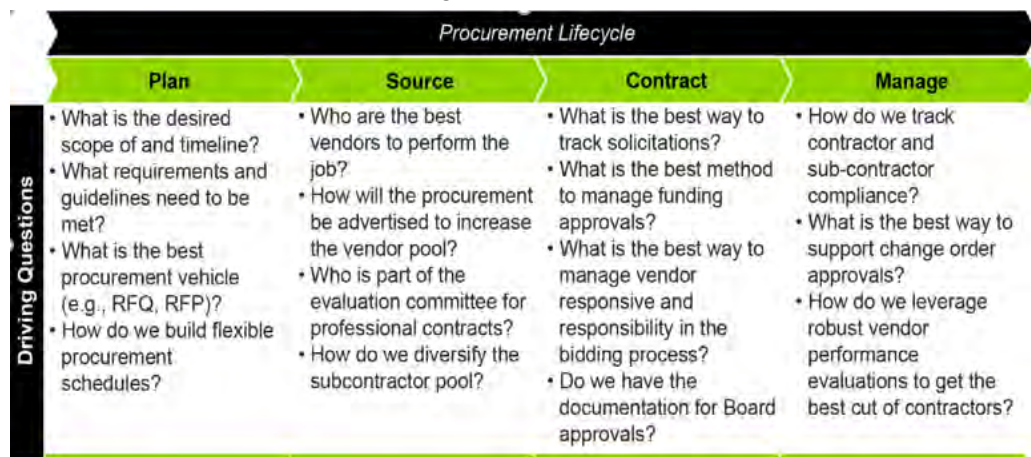 Procurement Lifecycle
Plan
Source
Contract
Manage
Driving Questions
• What is the desired
scope of and timeline?
• What requirements and
guidelines need to be
met?
• What is the best
procurement vehicle
(e.g., RFQ, RFP)?
• How do we build flexible
procurement
schedules?
• Who are the best
vendors to perform the
job?
• How will the procurement
be advertised to increase
the vendor pool?
• Who is part of the
evaluation committee for
professional contracts?
• How do we diversify the
subcontractor pool?
• What is the best way to
track solicitations?
• What is the best method
to manage funding
approvals?
• What is the best way to
manage vendor
responsive and
responsibility in the
bidding process?
• Do we have the
documentation for Board
approvals?
• How do we track
contractor and
sub-contractor
compliance?
• What is the best way to
support change order
approvals?
• How do we leverage
robust vendor
performance
evaluations to get the
best cut of contractors?